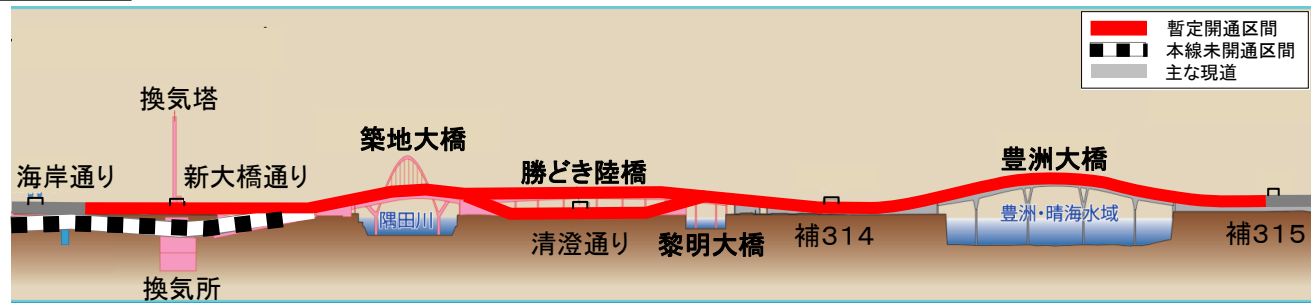 暫定開通区間
本線未開通区間
主な現道
換気塔
築地大橋
豊洲大橋
海岸通り
新大橋通り
勝どき陸橋
隅田川
豊洲・晴海水域
清澄通り
黎明大橋
補314
補315
換気所